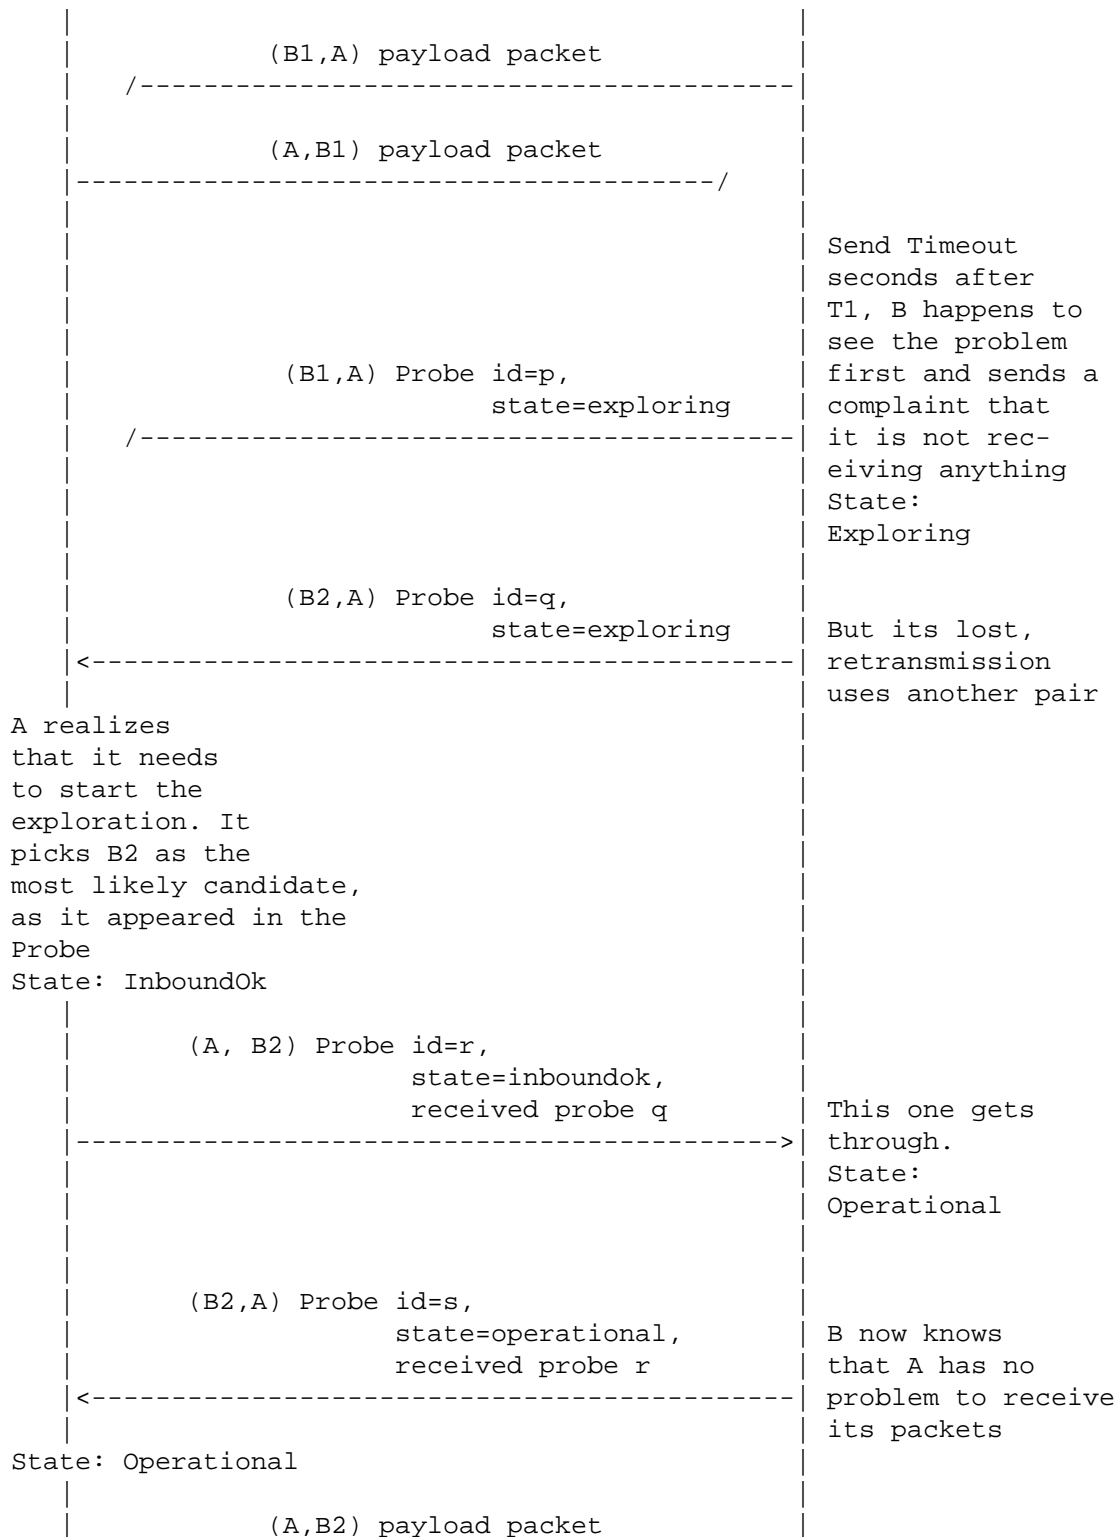 (B1,A) payload packet
/-----------------------------------------|
(A,B1) payload packet
|----------------------------------------/
Send Timeout
seconds after
T1, B happens to
see the problem
(B1,A) Probe id=p, first and sends a
state=exploring complaint that
/-----------------------------------------| it is not rec-
eiving anything
State:
Exploring
(B2,A) Probe id=q,
state=exploring But its lost,
|<--------------------------------------------| retransmission
uses another pair
A realizes
that it needs
to start the
exploration. It
picks B2 as the
most likely candidate,
as it appeared in the
Probe
State: InboundOk
(A, B2) Probe id=r,
state=inboundok,
received probe q This one gets
|-------------------------------------------->| through.
State:
Operational
(B2,A) Probe id=s,
state=operational, B now knows
received probe r that A has no
|<--------------------------------------------| problem to receive
its packets
State: Operational
(A,B2) payload packet